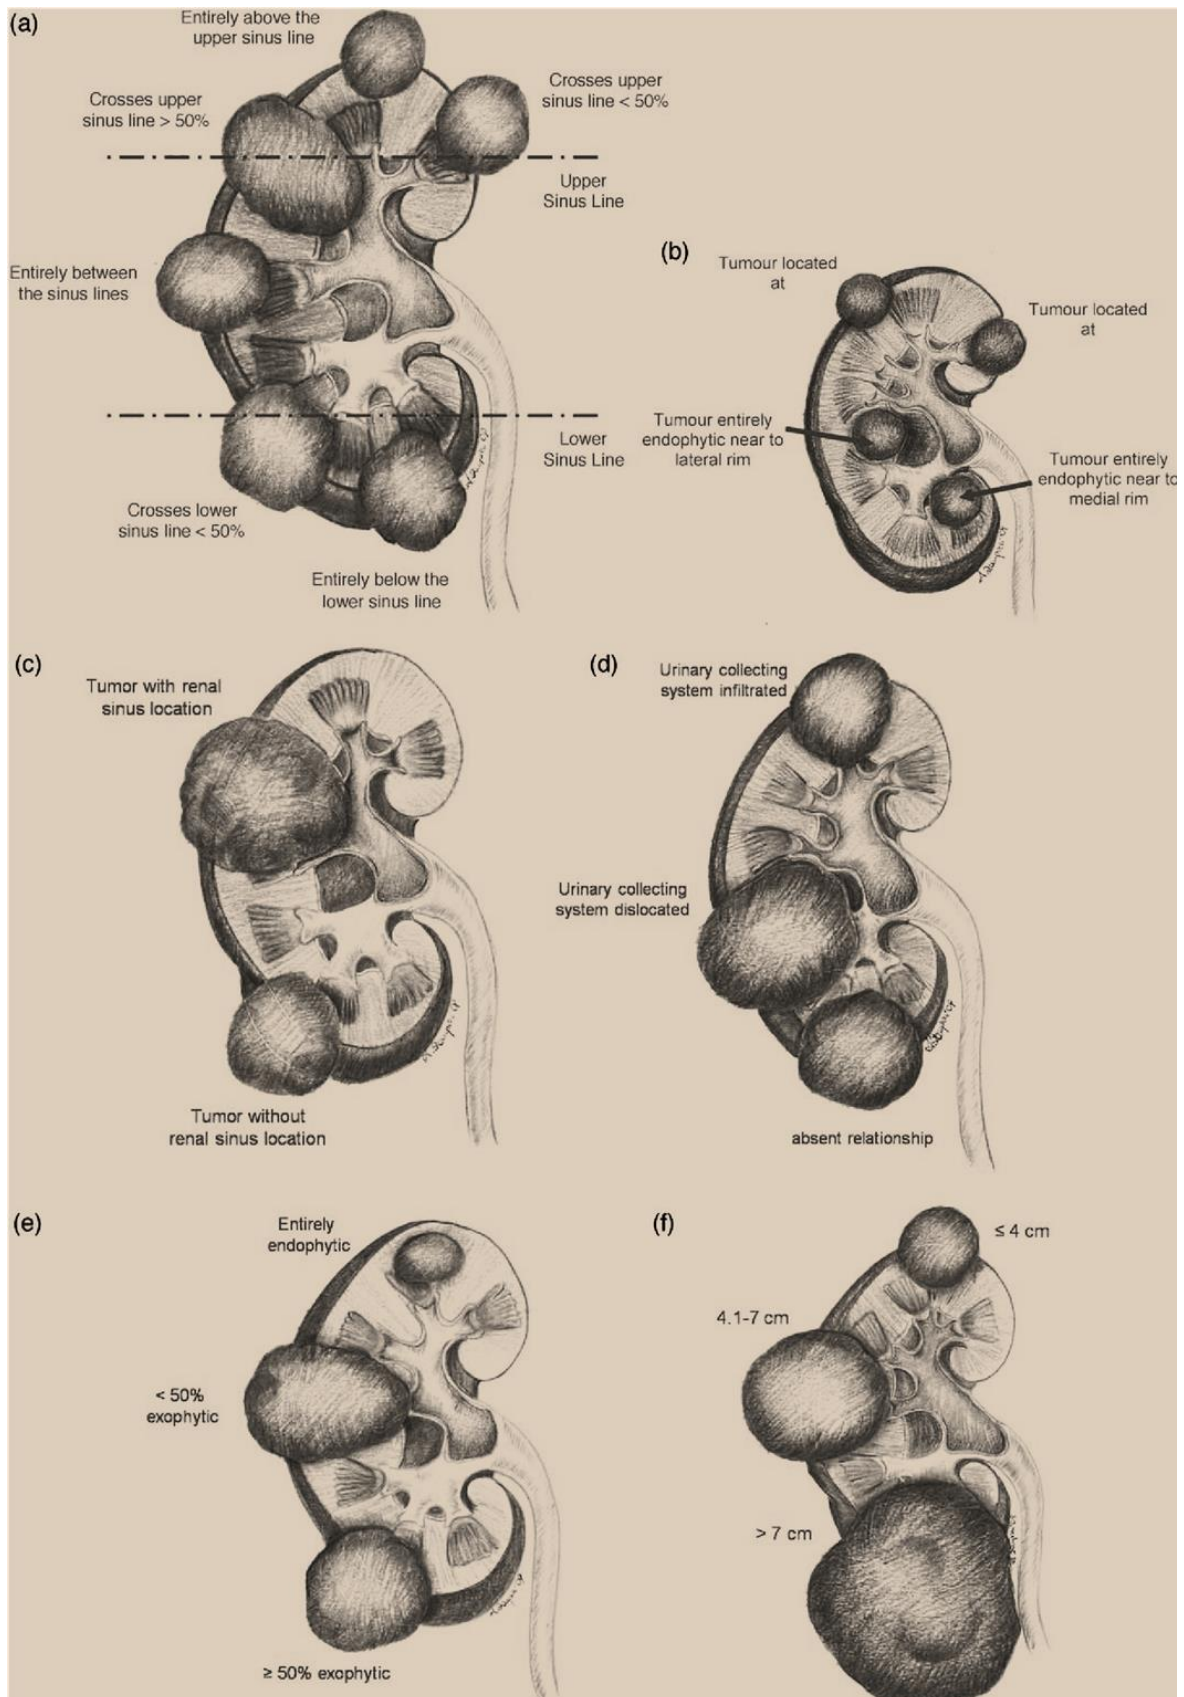 (a)
Entirely above the
upper sinus line
Crosses upper
sinus line > 50%
Crosses upper
sinus line < 50%
Upper
Sinus Line
Entirely between
the sinus lines
Lower
Sinus Line
Crosses lower
sinus line < 50%
Entirely below the
lower sinus line
(b)
Tumour located
at
Tumour located
at
Tumour entirely
endophytic near to
lateral rim
Tumour entirely
endophytic near to
medial rim
(c)
Tumor with renal
sinus location
Tumor without
renal sinus location
(d)
Urinary collecting
system infiltrated
Urinary collecting
system dislocated
absent relationship
(e)
Entirely
endophytic
< 50%
exophytic
≥ 50% exophytic
(f)
≤ 4 cm
4.1-7 cm
> 7 cm